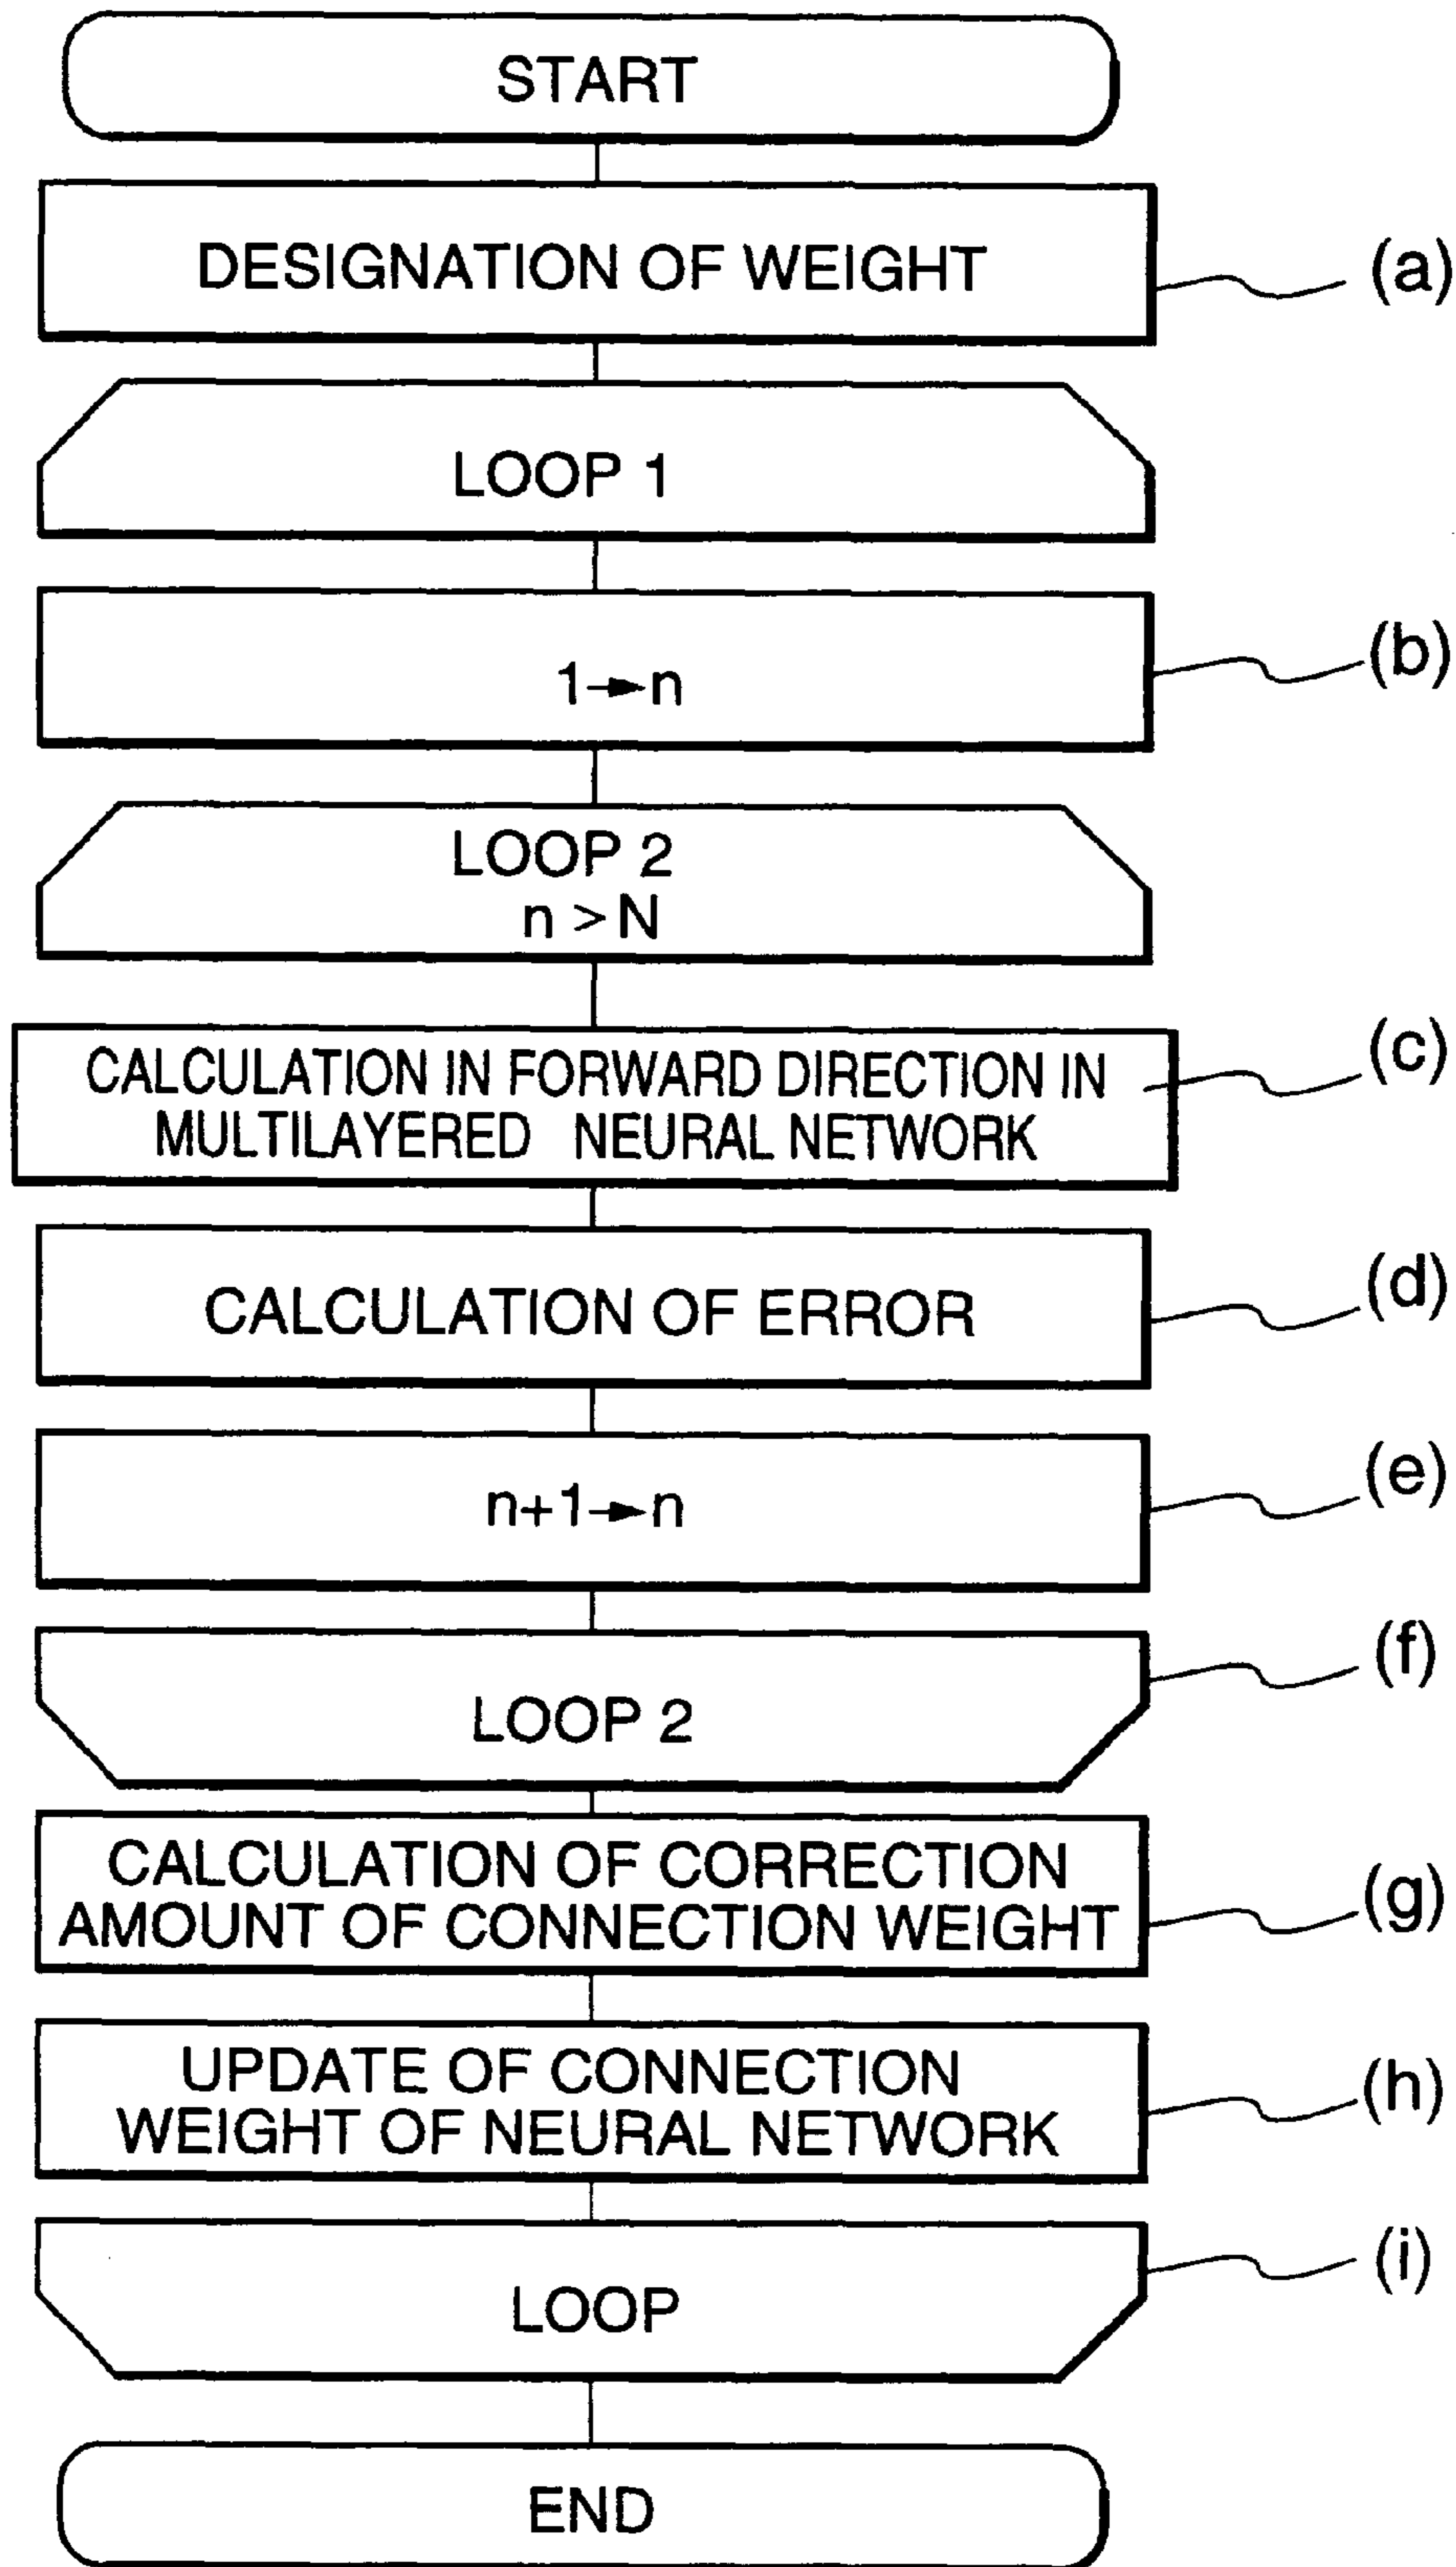 START
DESIGNATION OF WEIGHT
(a)
LOOP 1
1→n
(b)
LOOP 2
n > N
CALCULATION IN FORWARD DIRECTION IN
MULTILAYERED NEURAL NETWORK
(c)
CALCULATION OF ERROR
(d)
n+1→n
(e)
LOOP 2
(f)
CALCULATION OF CORRECTION
AMOUNT OF CONNECTION WEIGHT
(g)
UPDATE OF CONNECTION
WEIGHT OF NEURAL NETWORK
(h)
LOOP
(i)
END